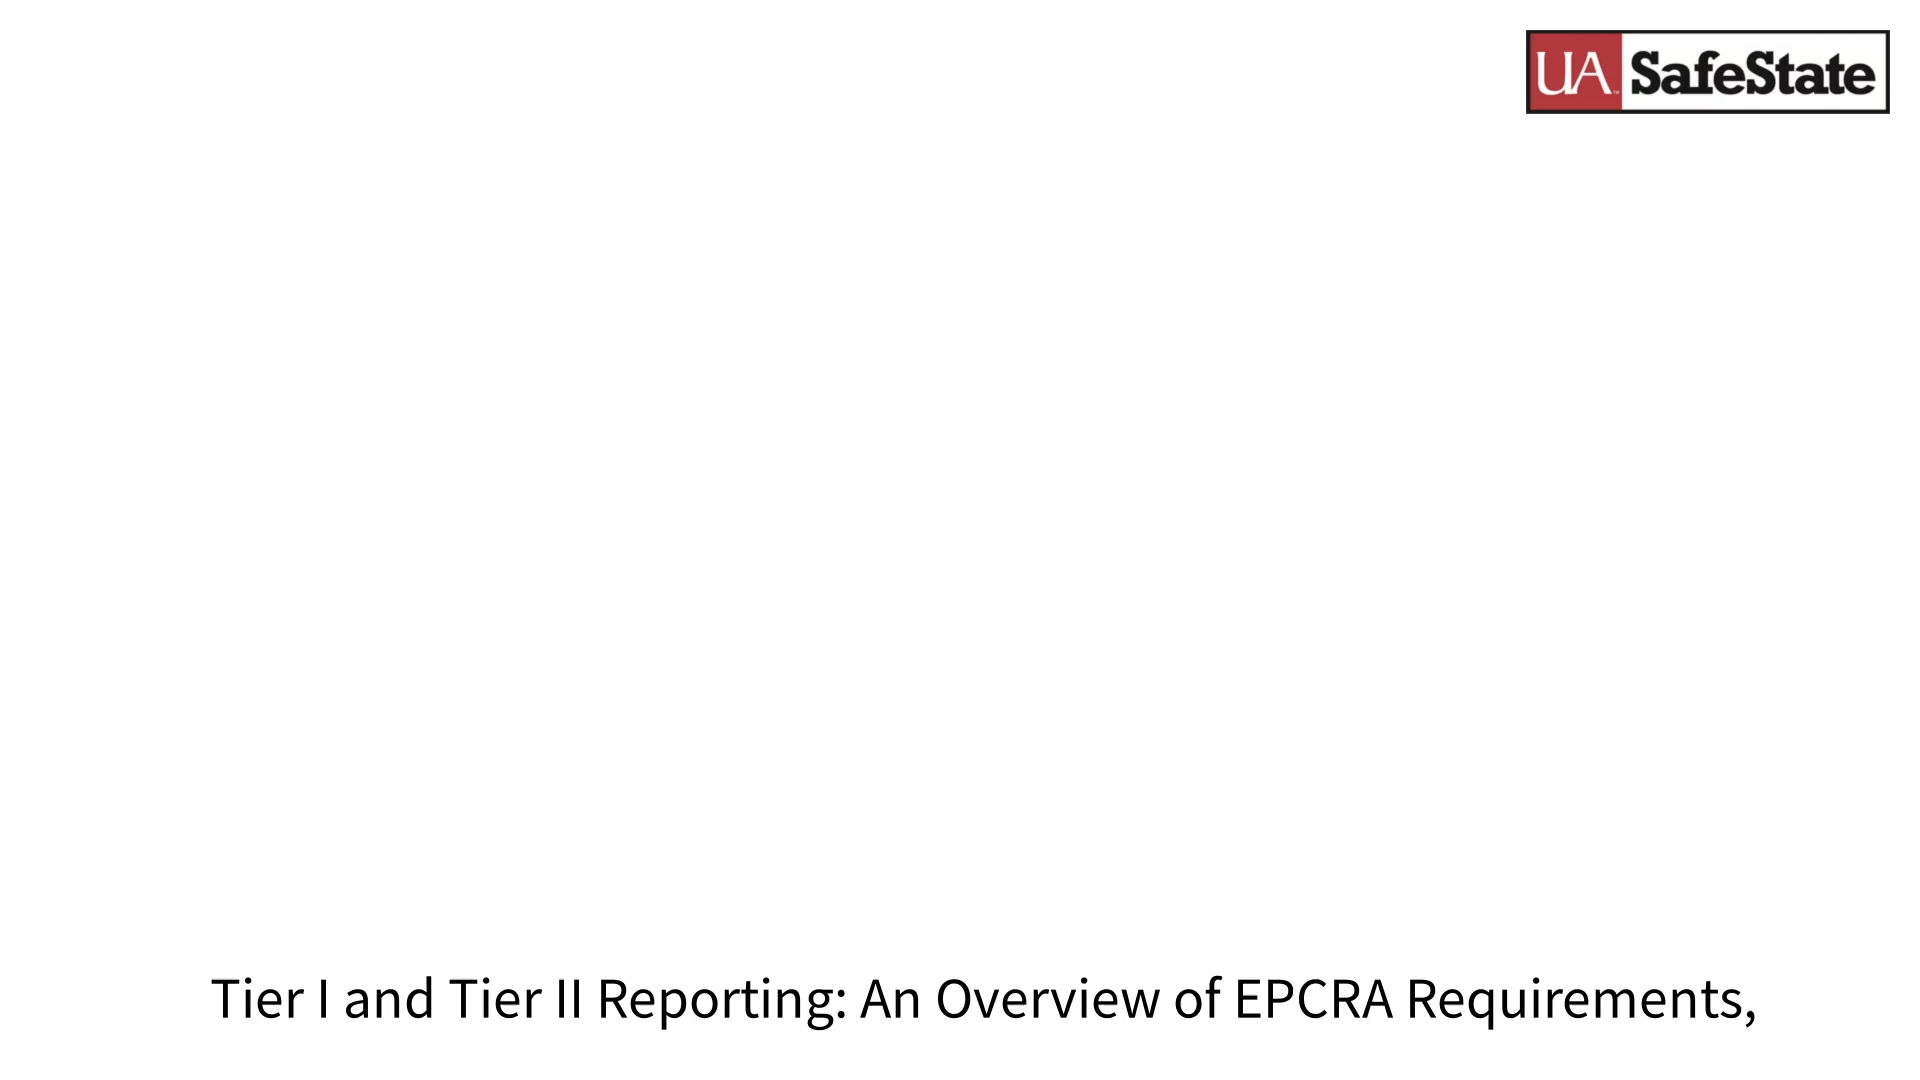 UA SafeState
Tier I and Tier II Reporting: An Overview of EPCRA Requirements,